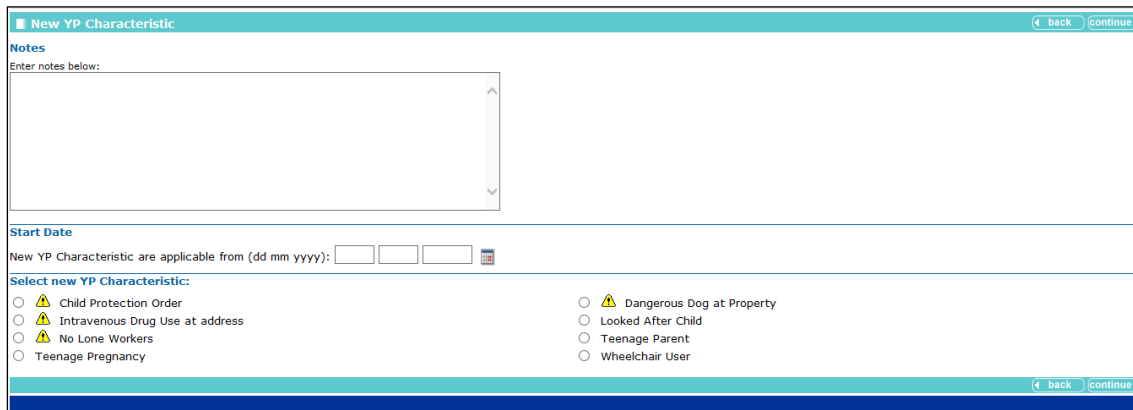 New YP Characteristic back continue
Notes
Enter notes below:
Start Date
New YP Characteristic are applicable from (dd mm yyyy):
Select new YP Characteristic:
Child Protection Order Dangerous Dog at Property
Intravenous Drug Use at address Looked After Child
No Lone Workers Teenage Parent
Teenage Pregnancy Wheelchair User
back continue